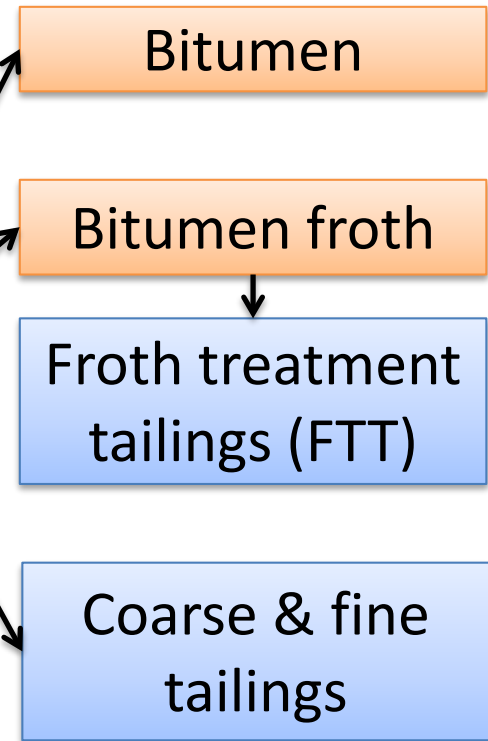 Bitumen
Bitumen froth
Froth treatment
tailings (FTT)
Coarse & fine
tailings